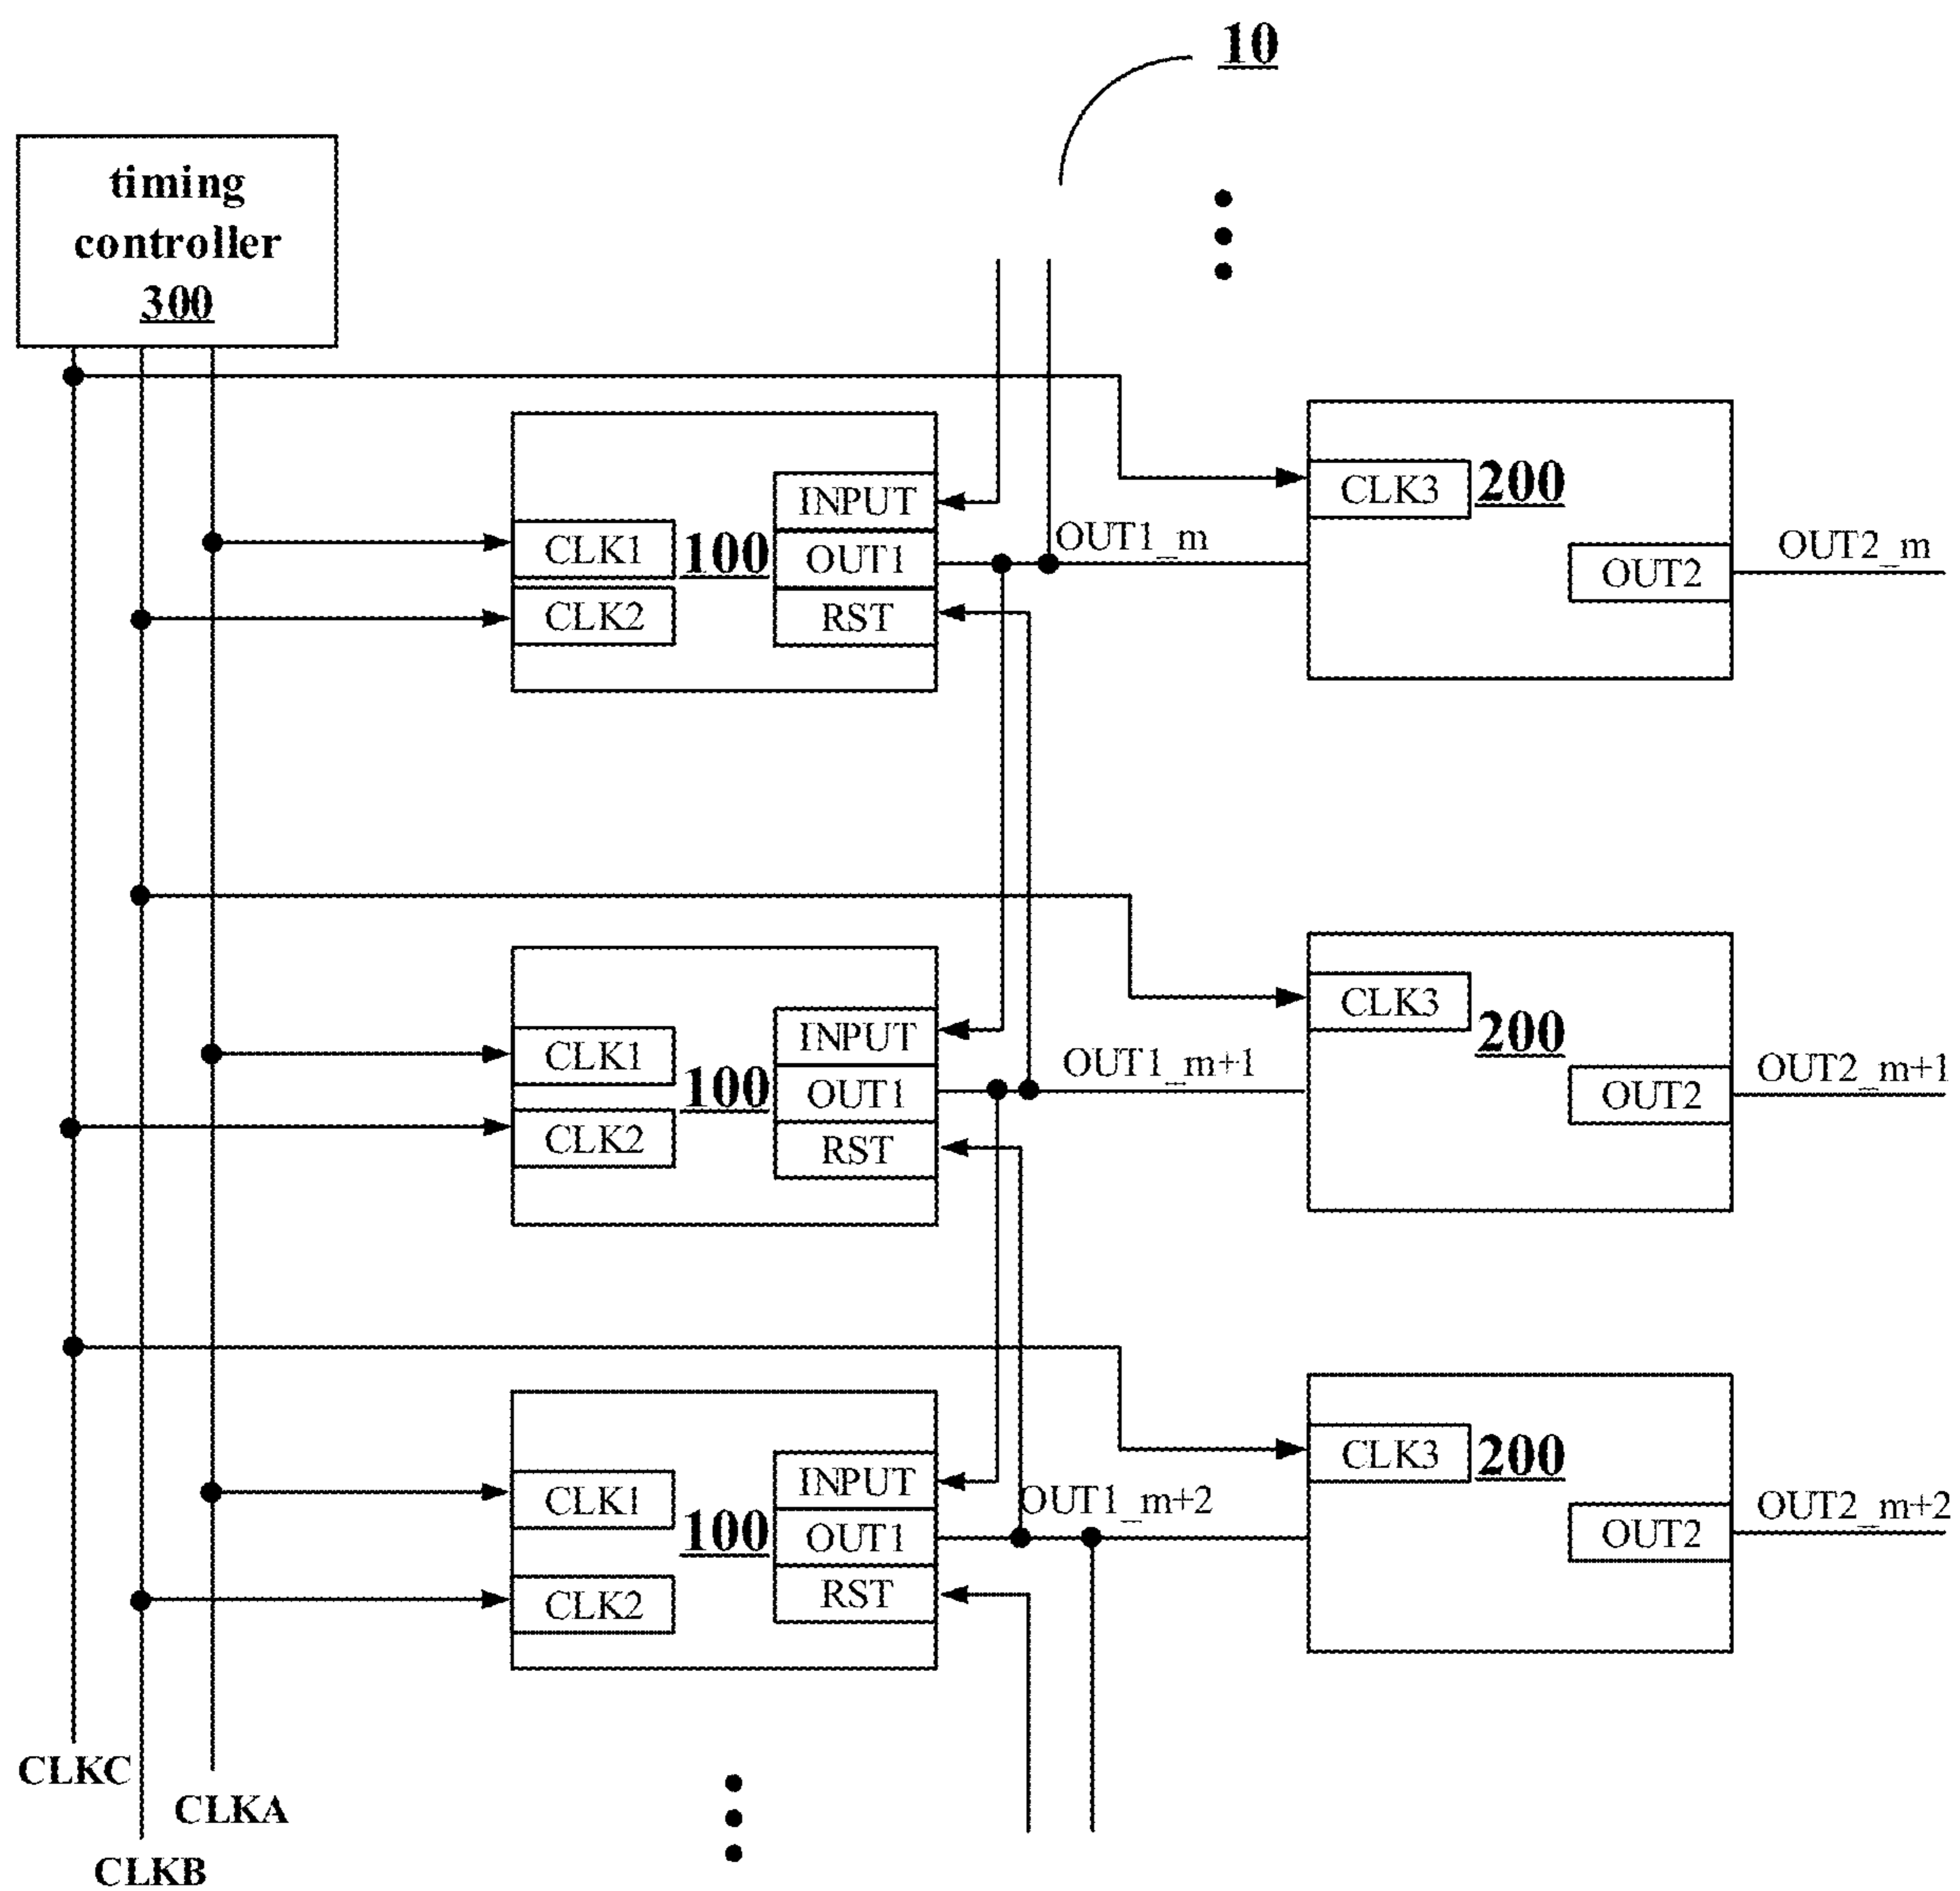 10
timing
controller
300
INPUT
CLK1
100
OUT1
CLK2
RST
OUT1_m
CLK3
200
OUT2
OUT2_m
INPUT
CLK1
100
OUT1
CLK2
RST
OUT1_m+1
CLK3
200
OUT2
OUT2_m+1
INPUT
CLK1
100
OUT1
CLK2
RST
OUT1_m+2
CLK3
200
OUT2
OUT2_m+2
CLKC
CLKA
CLKB